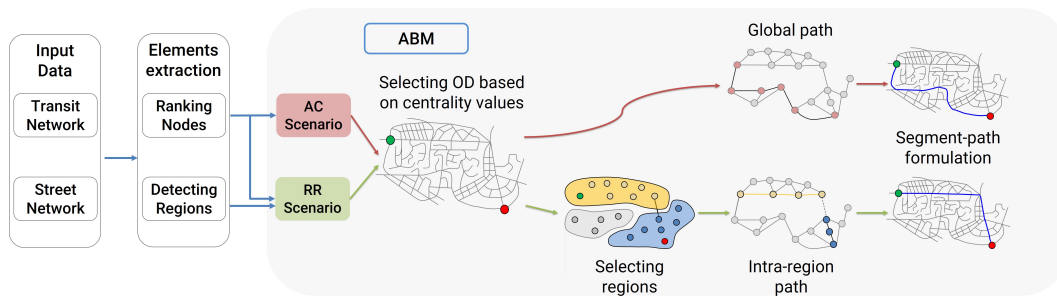 Input
Data
Transit
Network
Street
Network
Elements
extraction
Ranking
Nodes
Detecting
Regions
ABM
AC
Scenario
RR
Scenario
Selecting OD based
on centrality values
Global path
Segment-path
formulation
Selecting
regions
Intra-region
path